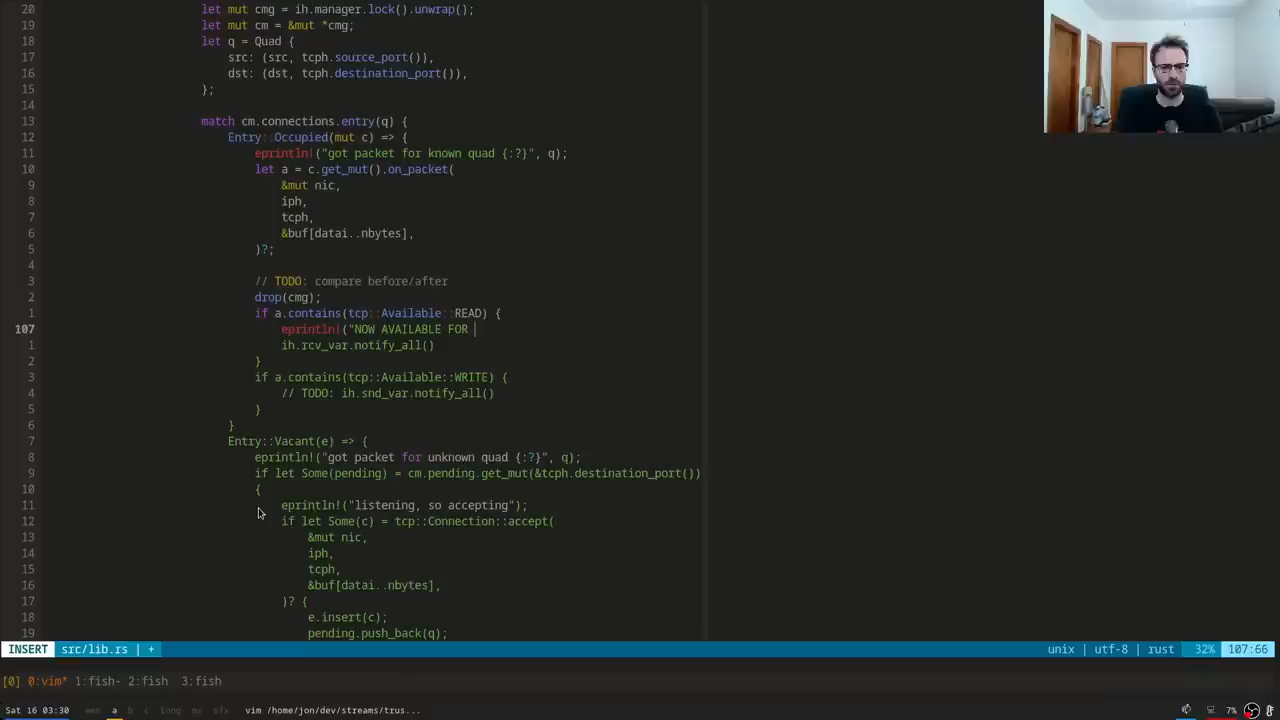 20 let mut cmg = ih.manager.lock().unwrap();
19 let mut cm = &mut *cmg;
18 let q = Quad {
17 src: (src, tcph.source_port()),
16 dst: (dst, tcph.destination_port()),
15 };
14
13 match cm.connections.entry(q) {
12 Entry::Occupied(mut c) => {
11 eprintln!("got packet for known quad {:?}", q);
10 let a = c.get_mut().on_packet(
9 &mut nic,
8 iph,
7 tcph,
6 &buf[datai..nbytes],
5 )?;
4
3 // TODO: compare before/after
2 drop(cmg);
1 if a.contains(tcp::Available::READ) {
107 eprintln!("NOW AVAILABLE FOR
1 ih.rcv_var.notify_all()
2 }
3 if a.contains(tcp::Available::WRITE) {
4 // TODO: ih.snd_var.notify_all()
5 }
6 }
7 Entry::Vacant(e) => {
8 eprintln!("got packet for unknown quad {:?}", q);
9 if let Some(pending) = cm.pending.get_mut(&tcph.destination_port())
10 {
11 eprintln!("listening, so accepting");
12 if let Some(c) = tcp::Connection::accept(
13 &mut nic,
14 iph,
15 tcph,
16 &buf[datai..nbytes],
17 )? {
18 e.insert(c);
19 pending.push_back(q);
INSERT src/lib.rs | + unix | utf-8 | rust 32% 107:66
[0] 0:vim* 1:fish- 2:fish 3:fish
Sat 16 03:30 a b c long vim /home/jon/dev/streams/trus... 7%